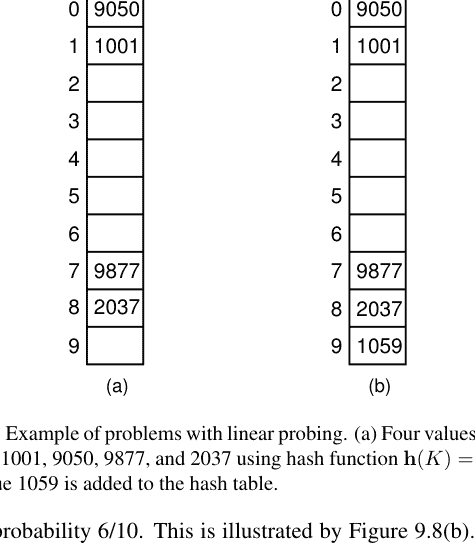 0 9050 0 9050
1 1001 1 1001
2 2
3 3
4 4
5 5
6 6
7 9877 7 9877
8 2037 8 2037
9 9 1059
(a) (b)
Example of problems with linear probing. (a) Four values
1001, 9050, 9877, and 2037 using hash function h(K) =
ue 1059 is added to the hash table.
probability 6/10. This is illustrated by Figure 9.8(b).